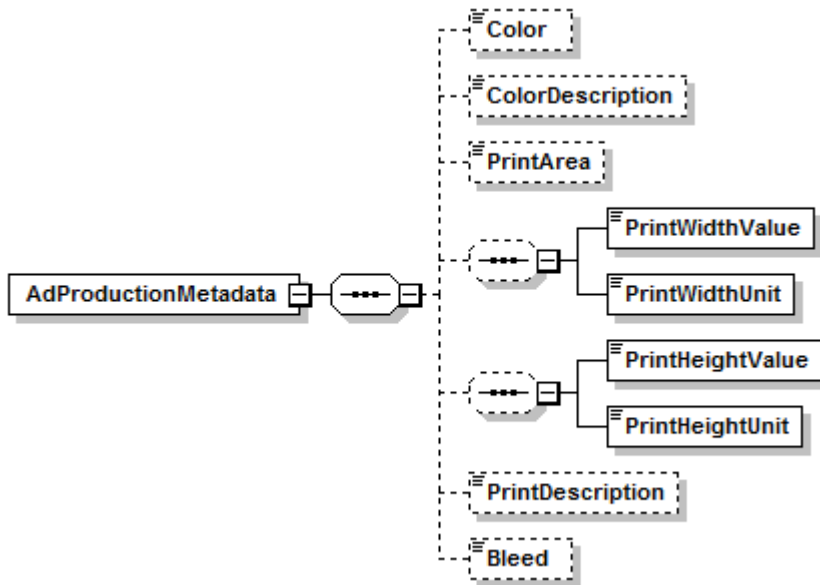 Color
ColorDescription
PrintArea
PrintWidthValue
AdProductionMetadata
PrintWidthUnit
PrintHeightValue
PrintHeightUnit
PrintDescription
Bleed